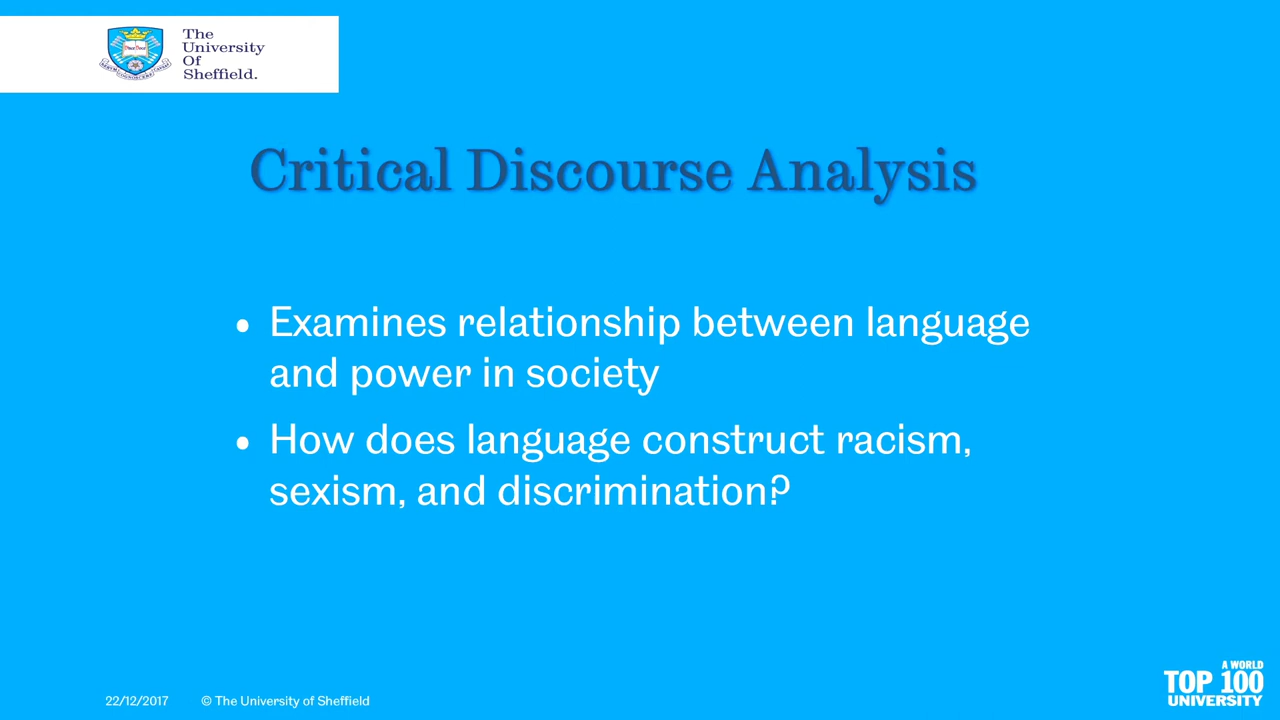 The
University
Of
Sheffield.
Critical Discourse Analysis
• Examines relationship between language
and power in society
• How does language construct racism,
sexism, and discrimination?
22/12/2017 © The University of Sheffield
A WORLD
TOP 100
UNIVERSITY